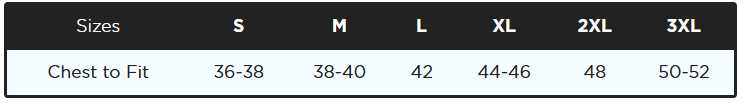 Sizes S M L XL 2XL 3XL
Chest to Fit 36-38 38-40 42 44-46 48 50-52